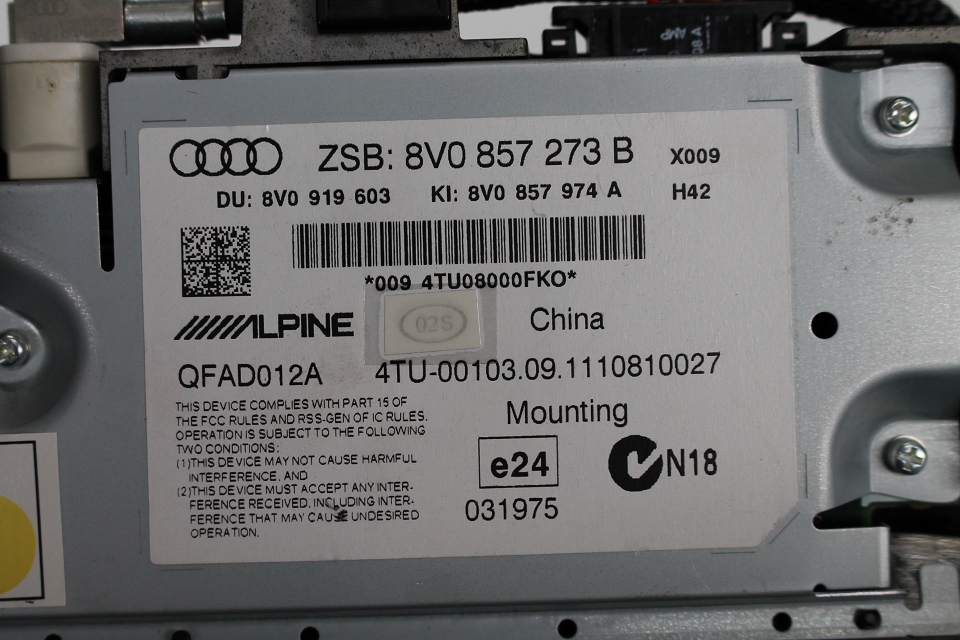 ZSB: 8V0 857 273 B X009
DU: 8V0 919 603 KI: 8V0 857 974 A H42
*009 4TU08000FKO*
ALPINE 02S China
QFAD012A 4TU-00103.09.1110810027
THIS DEVICE COMPLIES WITH PART 15 OF
THE FCC RULES AND RSS-GEN OF IC RULES.
OPERATION IS SUBJECT TO THE FOLLOWING
TWO CONDITIONS:
(1)THIS DEVICE MAY NOT CAUSE HARMFUL
INTERFERENCE, AND
(2)THIS DEVICE MUST ACCEPT ANY INTER-
FERENCE RECEIVED, INCLUDING INTER-
FERENCE THAT MAY CAUSE UNDESIRED
OPERATION.
Mounting
e24 N18
031975